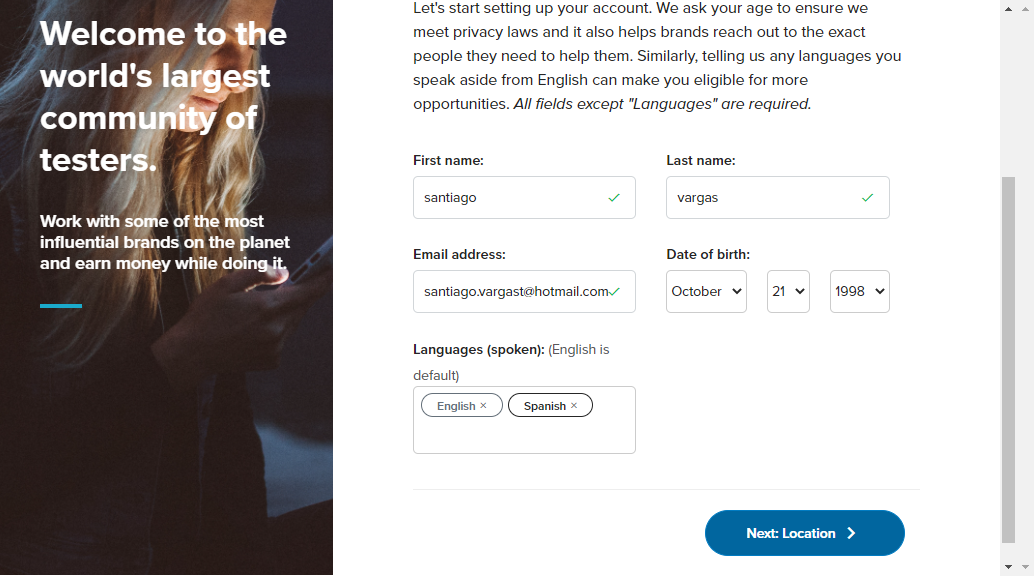 Welcome to the
world's largest
community of
testers.
Work with some of the most
influential brands on the planet
and earn money while doing it.
Let's start setting up your account. We ask your age to ensure we
meet privacy laws and it also helps brands reach out to the exact
people they need to help them. Similarly, telling us any languages you
speak aside from English can make you eligible for more
opportunities. All fields except "Languages" are required.
First name:
Last name:
santiago
vargas
Email address:
Date of birth:
santiago.vargast@hotmail.com
October
21
1998
Languages (spoken): (English is
default)
English ×
Spanish ×
Next: Location